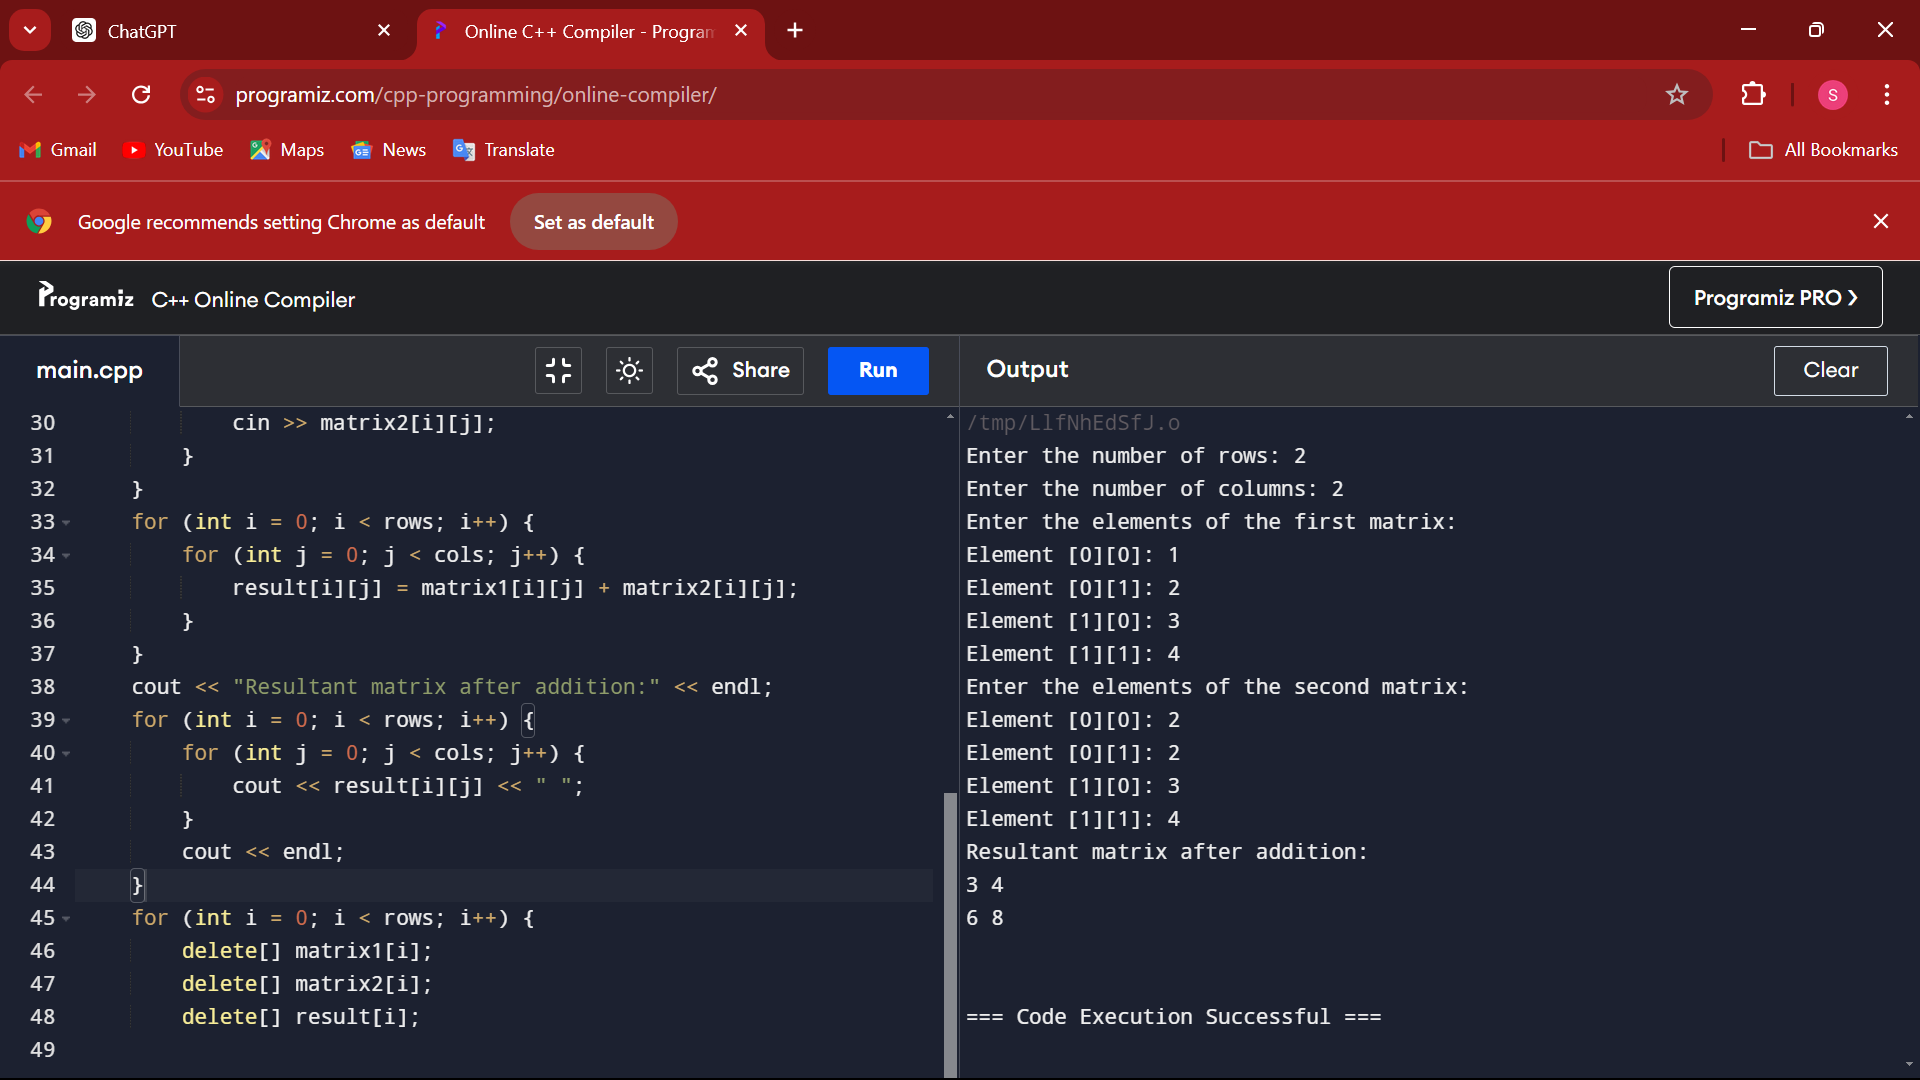 ChatGPT
Online C++ Compiler - Program
programiz.com/cpp-programming/online-compiler/
S
Gmail
YouTube
Maps
News
Translate
All Bookmarks
Google recommends setting Chrome as default
Set as default
Programiz
C++ Online Compiler
Programiz PRO ❯
main.cpp
Share
Run
Output
Clear
30 cin >> matrix2[i][j];
31 }
32 }
33 for (int i = 0; i < rows; i++) {
34 for (int j = 0; j < cols; j++) {
35 result[i][j] = matrix1[i][j] + matrix2[i][j];
36 }
37 }
38 cout << "Resultant matrix after addition:" << endl;
39 for (int i = 0; i < rows; i++) {
40 for (int j = 0; j < cols; j++) {
41 cout << result[i][j] << " ";
42 }
43 cout << endl;
44 }
45 for (int i = 0; i < rows; i++) {
46 delete[] matrix1[i];
47 delete[] matrix2[i];
48 delete[] result[i];
49
/tmp/LlfNhEdSfJ.o
Enter the number of rows: 2
Enter the number of columns: 2
Enter the elements of the first matrix:
Element [0][0]: 1
Element [0][1]: 2
Element [1][0]: 3
Element [1][1]: 4
Enter the elements of the second matrix:
Element [0][0]: 2
Element [0][1]: 2
Element [1][0]: 3
Element [1][1]: 4
Resultant matrix after addition:
3 4
6 8
=== Code Execution Successful ===